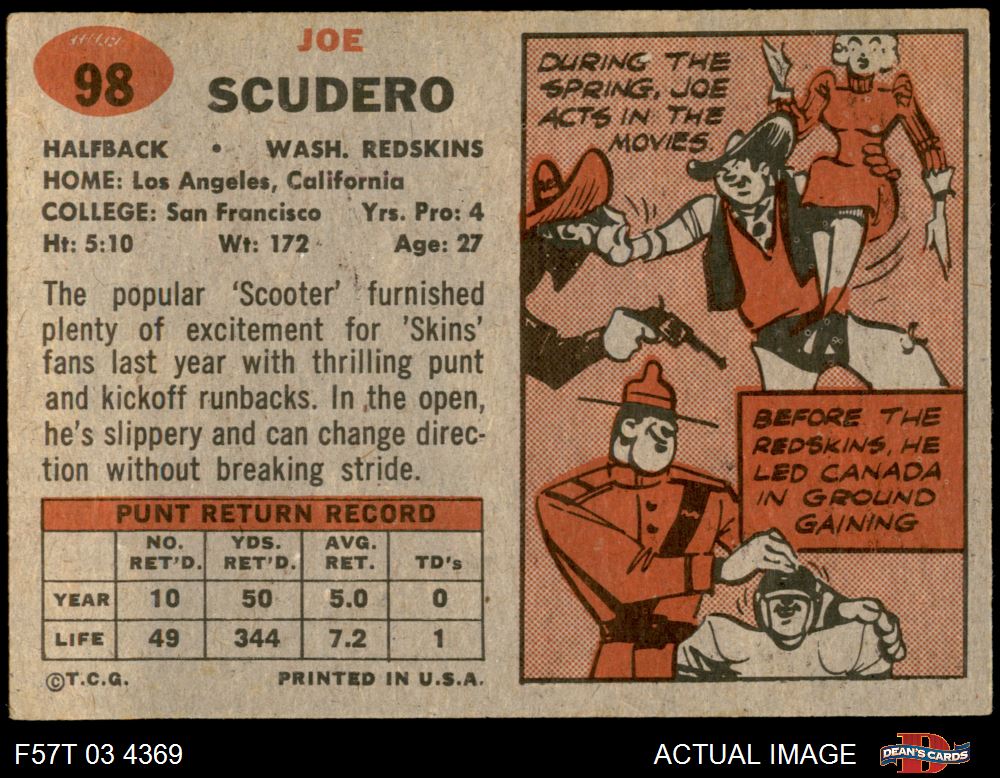 98
JOE
SCUDERO
HALFBACK • WASH. REDSKINS
HOME: Los Angeles, California
COLLEGE: San Francisco Yrs. Pro: 4
Ht: 5:10 Wt: 172 Age: 27
The popular 'Scooter' furnished
plenty of excitement for 'Skins'
fans last year with thrilling punt
and kickoff runbacks. In the open,
he's slippery and can change direc-
tion without breaking stride.
PUNT RETURN RECORD
NO. RET'D. YDS. RET'D. AVG. RET. TD's
YEAR 10 50 5.0 0
LIFE 49 344 7.2 1
©T.C.G. PRINTED IN U.S.A.
DURING THE
SPRING, JOE
ACTS IN THE
MOVIES.
BEFORE THE
REDSKINS, HE
LED CANADA
IN GROUND
GAINING
F57T 03 4369
ACTUAL IMAGE
D
DEAN'S CARDS